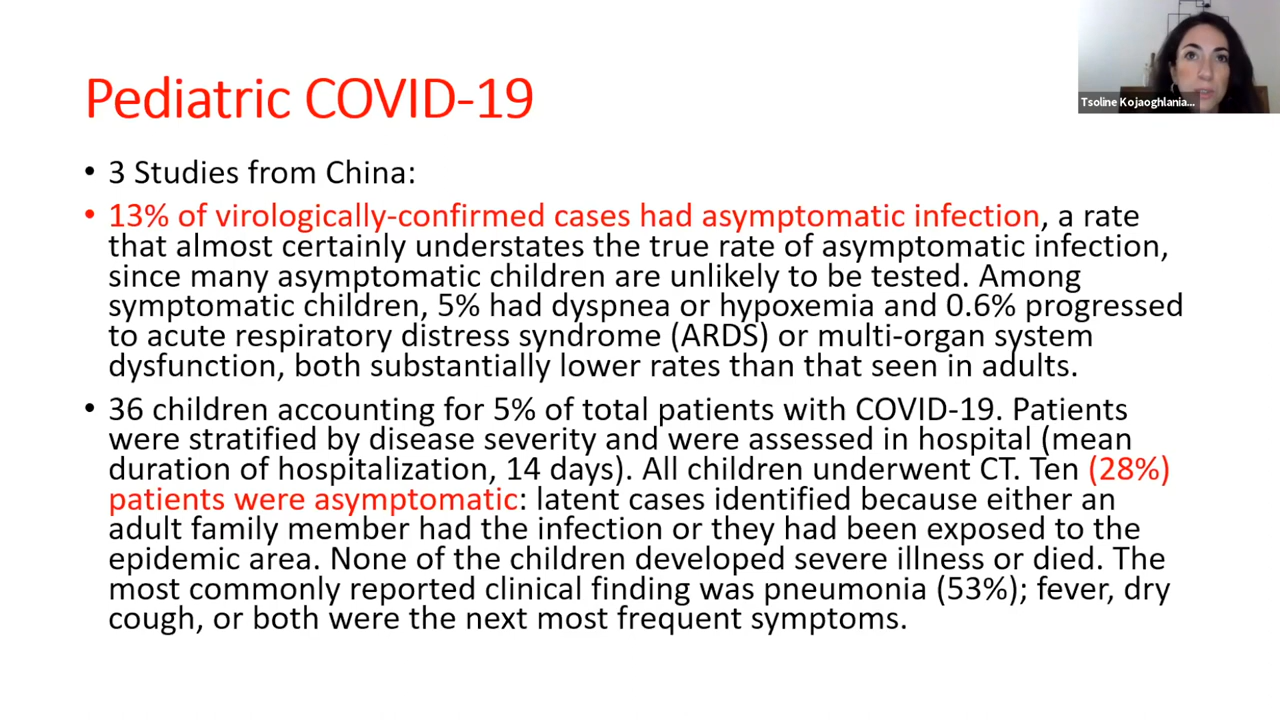 Pediatric COVID-19
Tsoline Kojaoghlania...
• 3 Studies from China:
• 13% of virologically-confirmed cases had asymptomatic infection, a rate
that almost certainly understates the true rate of asymptomatic infection,
since many asymptomatic children are unlikely to be tested. Among
symptomatic children, 5% had dyspnea or hypoxemia and 0.6% progressed
to acute respiratory distress syndrome (ARDS) or multi-organ system
dysfunction, both substantially lower rates than that seen in adults.
• 36 children accounting for 5% of total patients with COVID-19. Patients
were stratified by disease severity and were assessed in hospital (mean
duration of hospitalization, 14 days). All children underwent CT. Ten (28%)
patients were asymptomatic: latent cases identified because either an
adult family member had the infection or they had been exposed to the
epidemic area. None of the children developed severe illness or died. The
most commonly reported clinical finding was pneumonia (53%); fever, dry
cough, or both were the next most frequent symptoms.